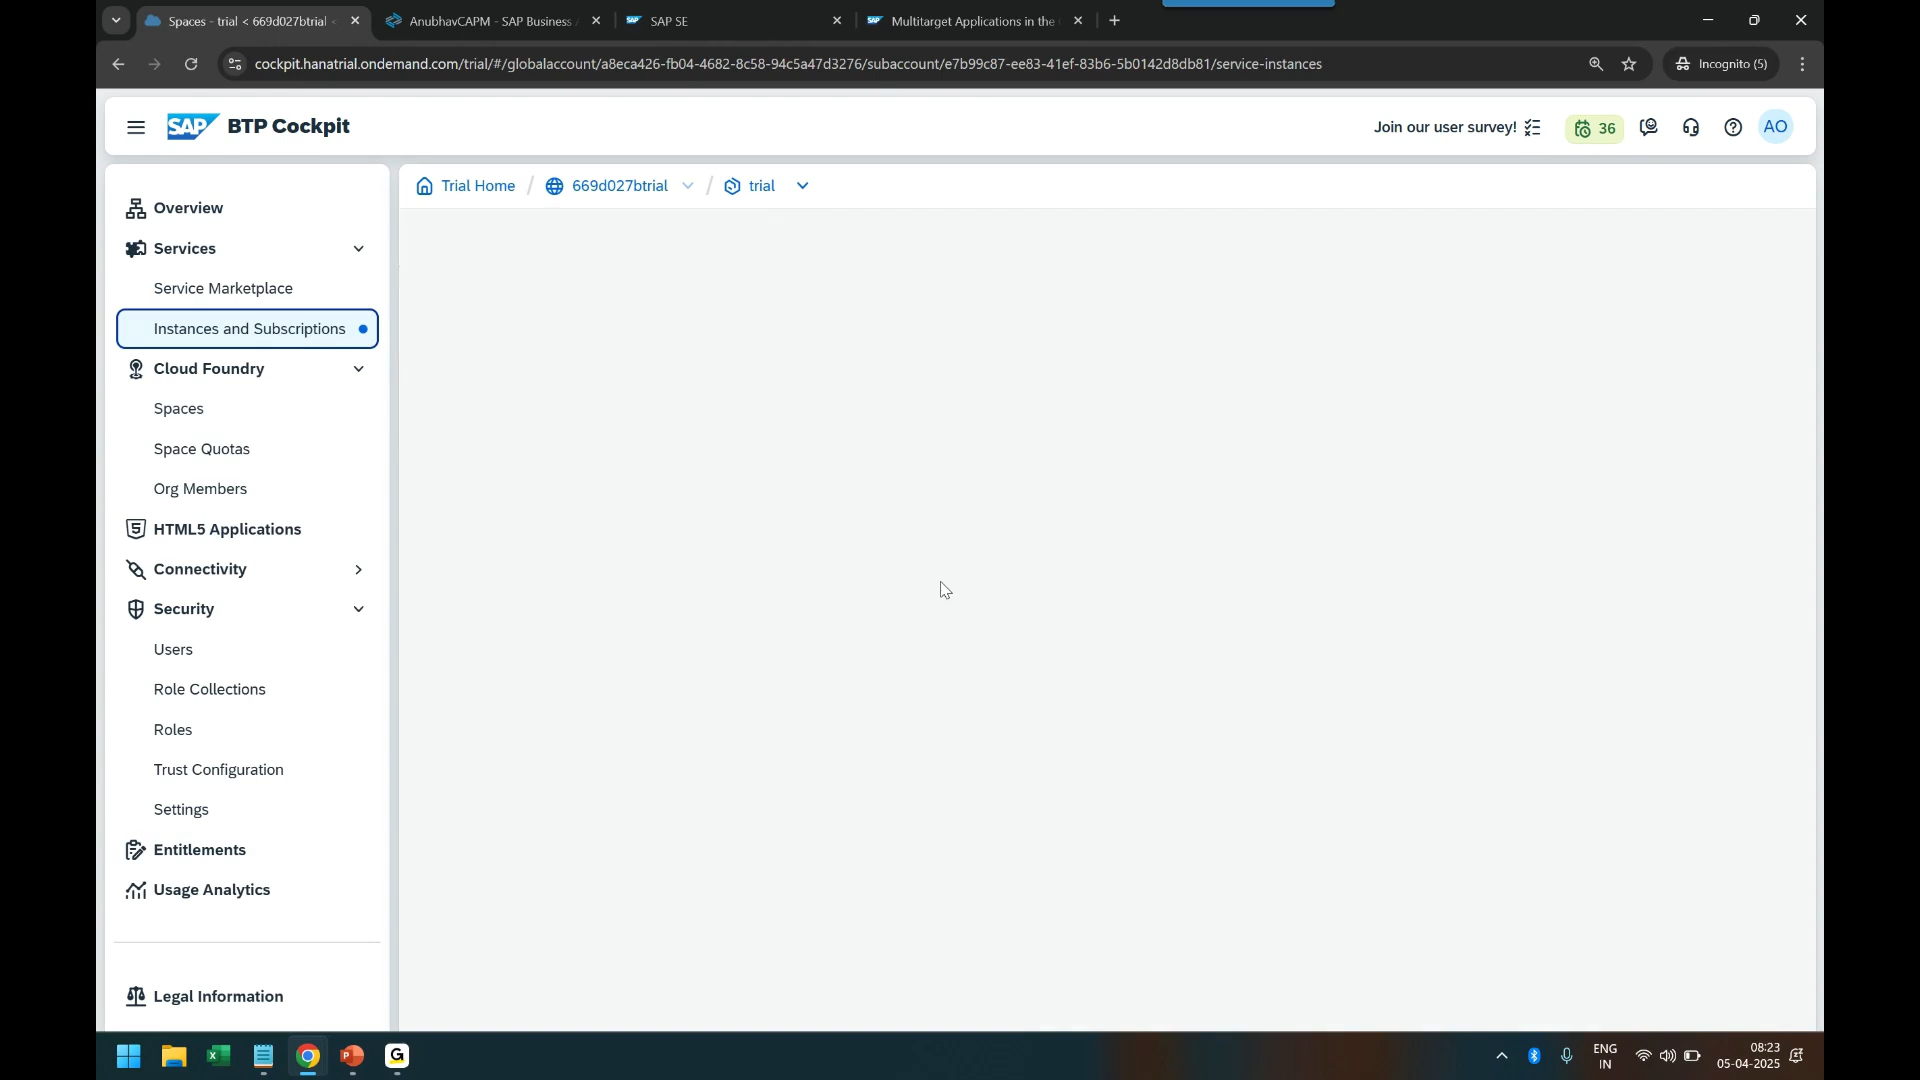 Spaces - trial < 669d027btrial <
AnubhavCAPM - SAP Business A
SAP SE
Multitarget Applications in the
cockpit.hanatrial.ondemand.com/trial/#/globalaccount/a8eca426-fb04-4682-8c58-94c5a47d3276/subaccount/e7b99c87-ee83-41ef-83b6-5b0142d8db81/service-instances
Incognito (5)
SAP BTP Cockpit
Join our user survey!
36
AO
Trial Home / 669d027btrial / trial
Overview
Services
Service Marketplace
Instances and Subscriptions
Cloud Foundry
Spaces
Space Quotas
Org Members
HTML5 Applications
Connectivity
Security
Users
Role Collections
Roles
Trust Configuration
Settings
Entitlements
Usage Analytics
Legal Information
ENG
IN
08:23
05-04-2025